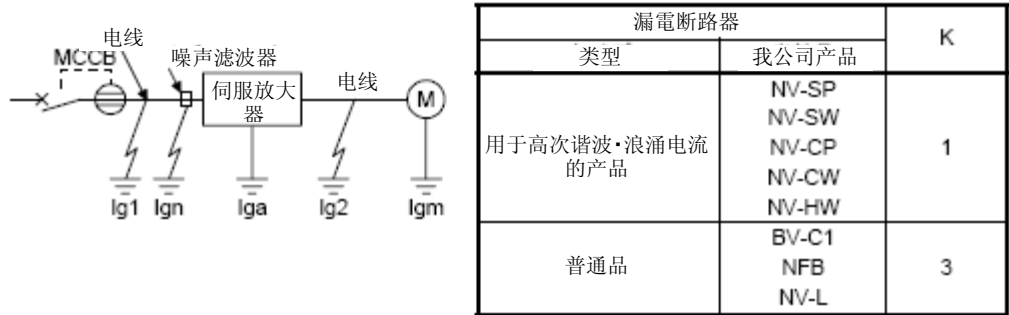 电线
MCCB
噪声滤波器
伺服放大
器
电线
M
Ig1 Ign Iga Ig2 Igm
漏電断路器 K
类型 我公司产品
用于高次谐波·浪涌电流
的产品
NV-SP
NV-SW
NV-CP
NV-CW
NV-HW
1
普通品
BV-C1
NFB
NV-L
3